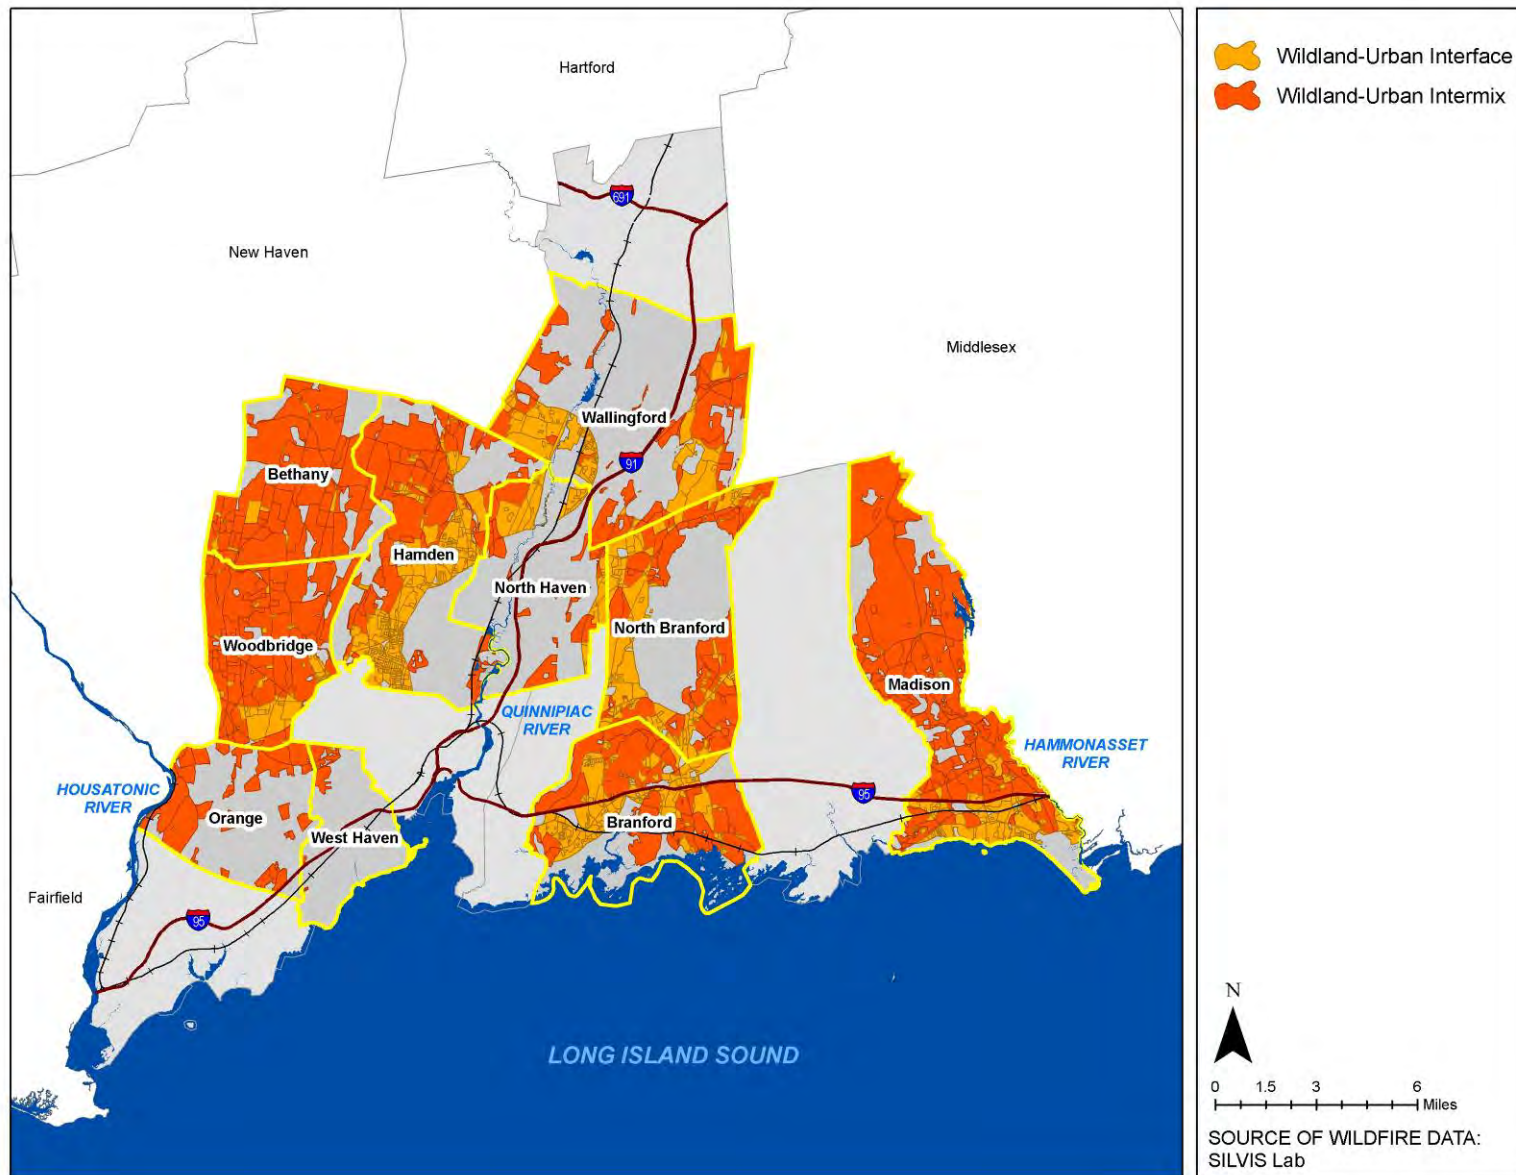 Hartford
Wildland-Urban Interface
Wildland-Urban Intermix
691
New Haven
Middlesex
Wallingford
91
Bethany
Hamden
North Haven
North Branford
Woodbridge
Madison
QUINNIPIAC
RIVER
HAMMONASSET
RIVER
HOUSATONIC
RIVER
95
Orange
Branford
West Haven
Fairfield
95
LONG ISLAND SOUND
N
0 1.5 3 6
Miles
SOURCE OF WILDFIRE DATA:
SILVIS Lab